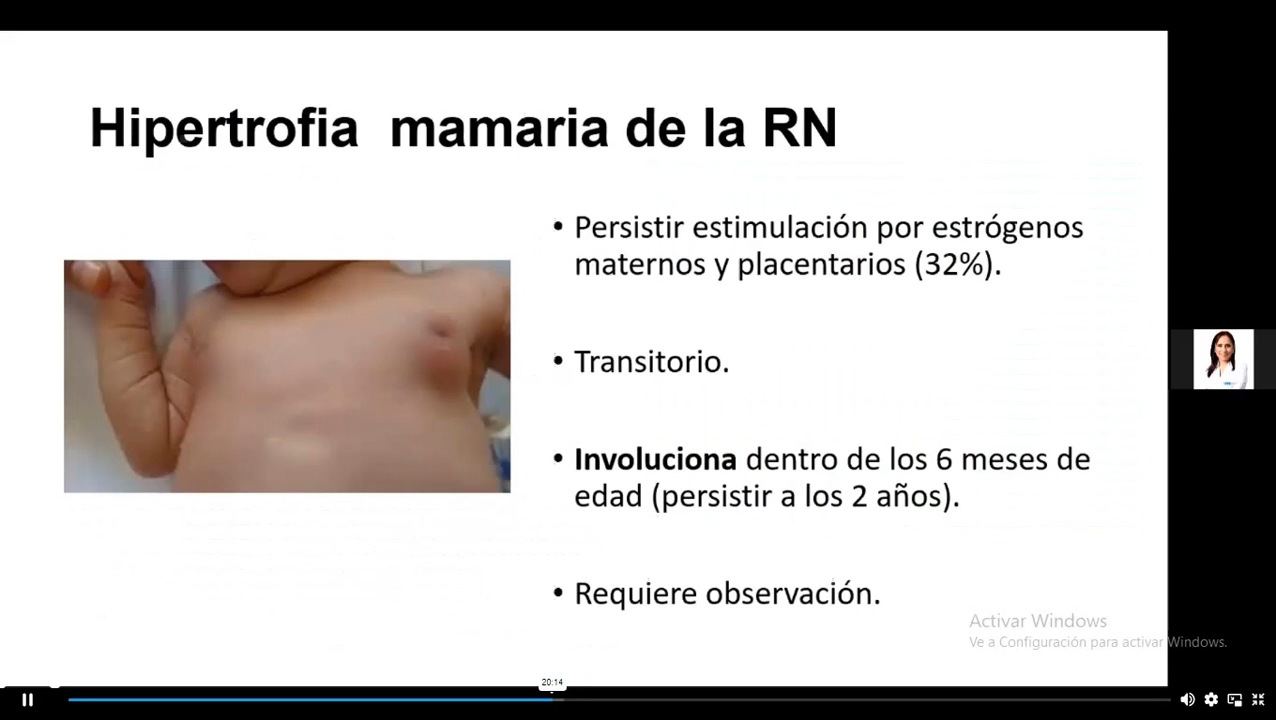 Hipertrofia mamaria de la RN
• Persistir estimulación por estrógenos
maternos y placentarios (32%).
• Transitorio.
• Involuciona dentro de los 6 meses de
edad (persistir a los 2 años).
• Requiere observación.
Activar Windows
Ve a Configuración para activar Windows.
20:14